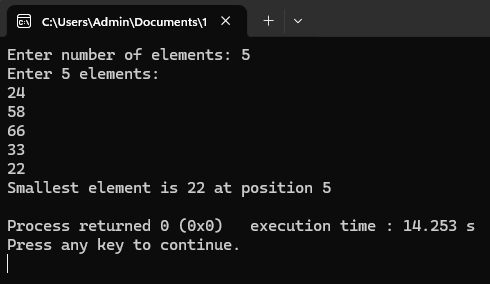 C:\Users\Admin\Documents\1
Enter number of elements: 5
Enter 5 elements:
24
58
66
33
22
Smallest element is 22 at position 5
Process returned 0 (0x0)   execution time : 14.253 s
Press any key to continue.